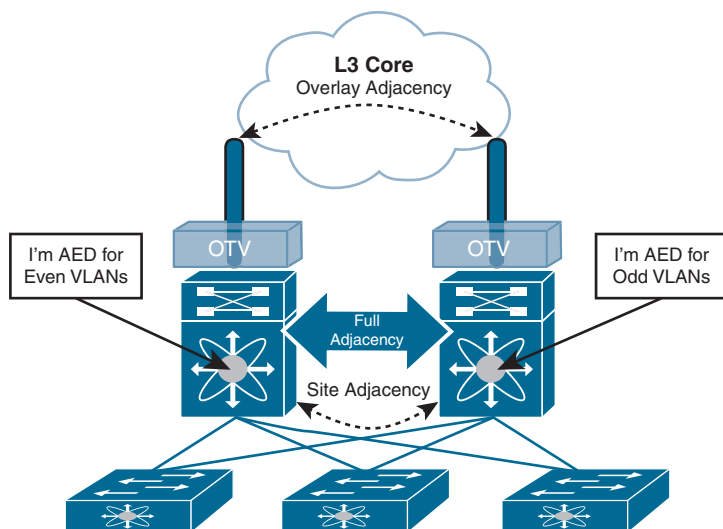 L3 Core
Overlay Adjacency
OTV
OTV
I'm AED for
Even VLANs
I'm AED for
Odd VLANs
Full
Adjacency
Site Adjacency